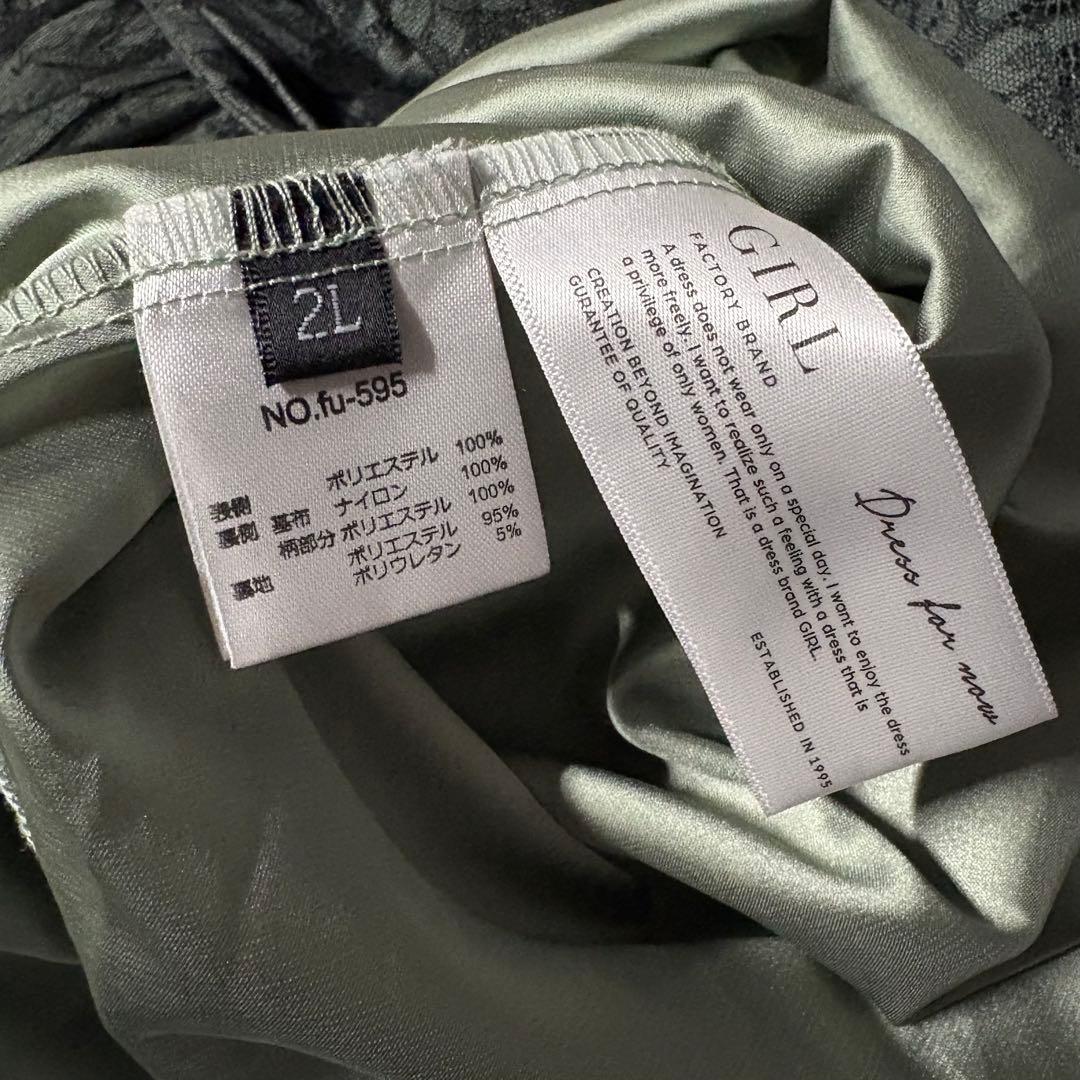 2L
NO.fu-595
表側 ポリエステル 100%
裏側 基布 ナイロン 100%
柄部分 ポリエステル 100%
裏地 ポリエステル 95%
ポリウレタン 5%
GIRL
FACTORY BRAND
A dress does not wear only on a special day. I want to enjoy the dress
more freely. I want to realize such a feeling with a dress that is
a privilege of only women. That is a dress brand GIRL.
CREATION BEYOND IMAGINATION
GURANTEE OF QUALITY
Dress for now
ESTABLISHED IN 1995